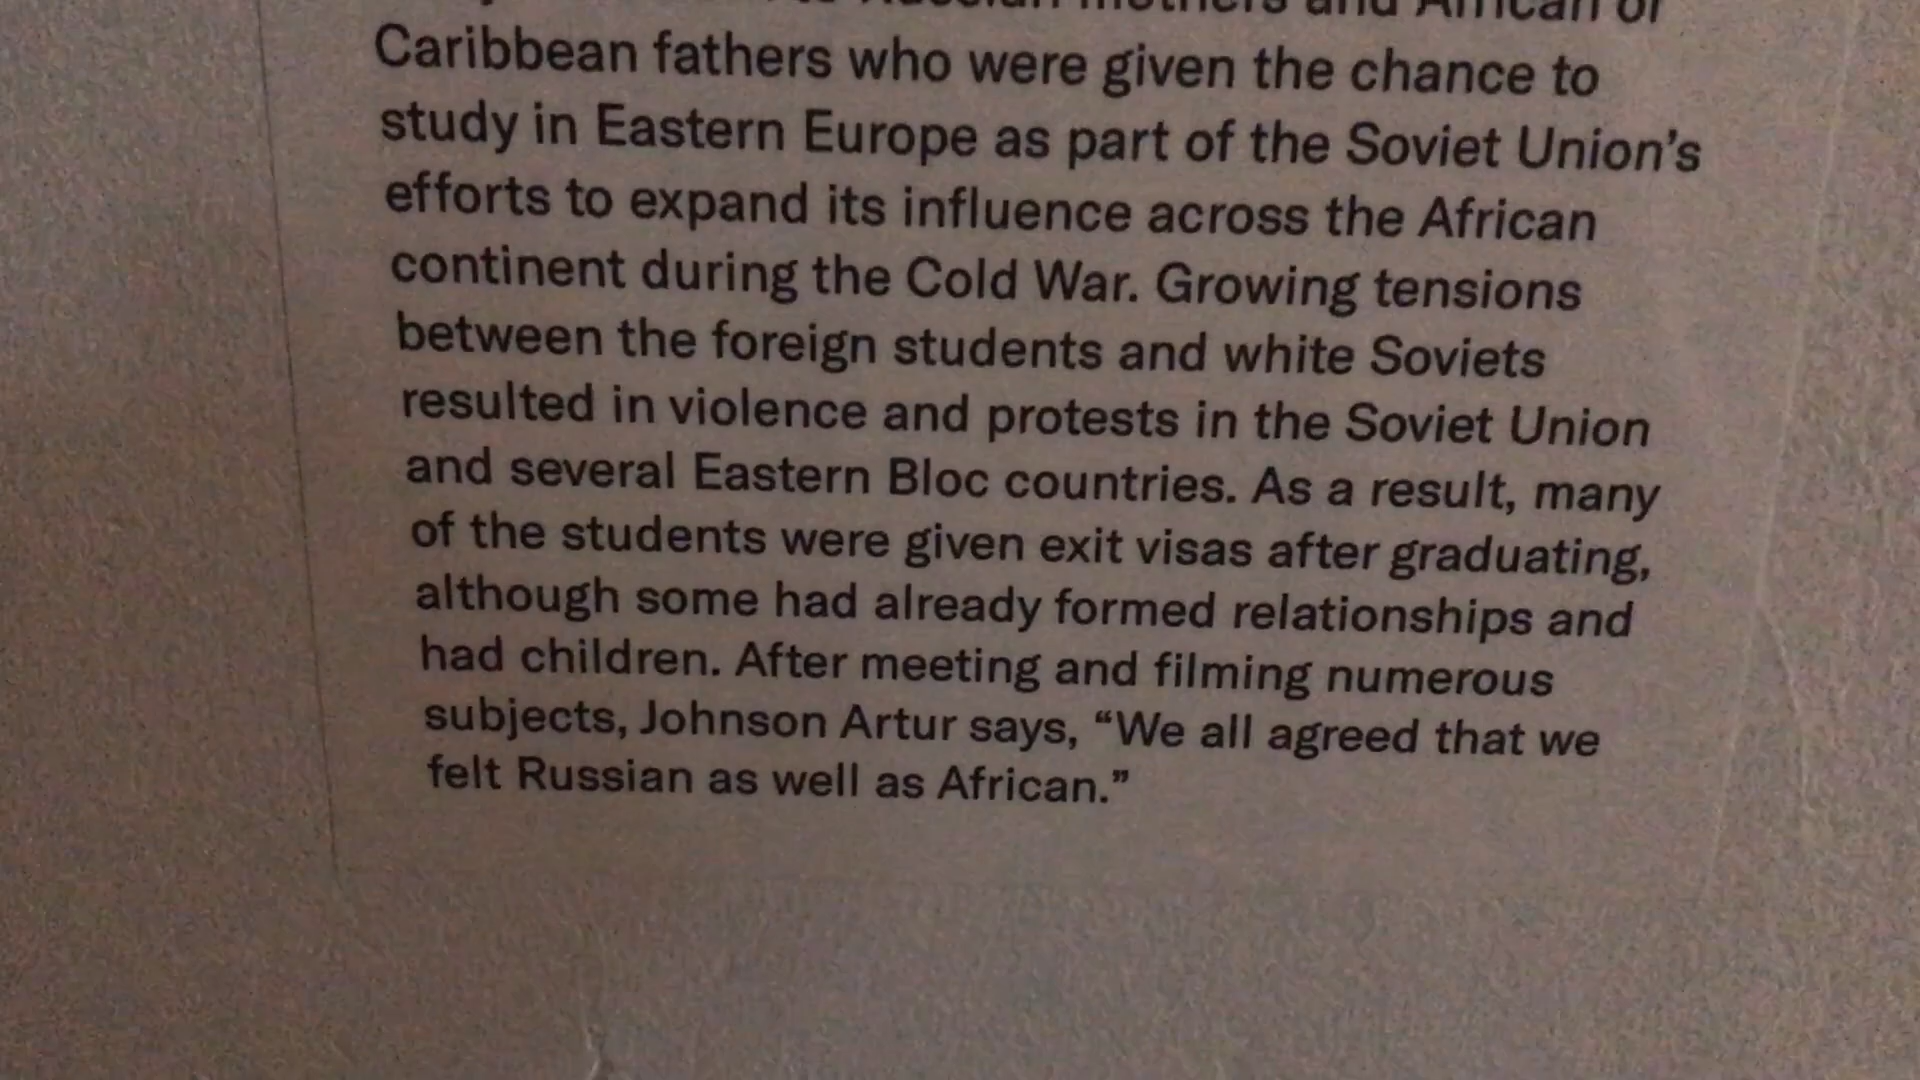 Russian mothers and African or
Caribbean fathers who were given the chance to
study in Eastern Europe as part of the Soviet Union’s
efforts to expand its influence across the African
continent during the Cold War. Growing tensions
between the foreign students and white Soviets
resulted in violence and protests in the Soviet Union
and several Eastern Bloc countries. As a result, many
of the students were given exit visas after graduating,
although some had already formed relationships and
had children. After meeting and filming numerous
subjects, Johnson Artur says, “We all agreed that we
felt Russian as well as African.”